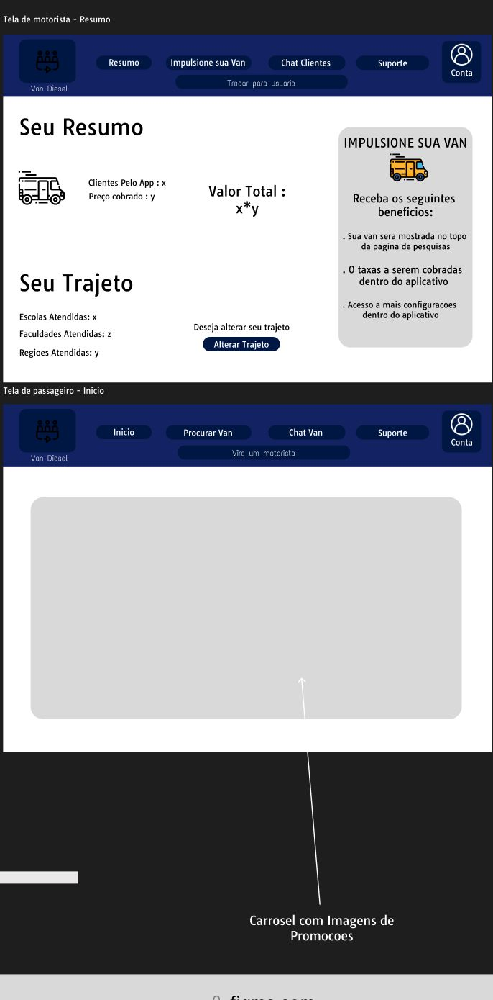 Tela de motorista - Resumo
Resumo
Impulsione sua Van
Chat Clientes
Suporte
Conta
Trocar para usuario
Van Diesel
Seu Resumo
Clientes Pelo App : x
Preço cobrado : y
Valor Total :
x*y
IMPULSIONE SUA VAN
Receba os seguintes
beneficios:
. Sua van sera mostrada no topo
da pagina de pesquisas
. 0 taxas a serem cobradas
dentro do aplicativo
. Acesso a mais configuracoes
dentro do aplicativo
Seu Trajeto
Escolas Atendidas: x
Faculdades Atendidas: z
Regioes Atendidas: y
Deseja alterar seu trajeto
Alterar Trajeto
Tela de passageiro - Inicio
Inicio
Procurar Van
Chat Van
Suporte
Conta
Vire um motorista
Van Diesel
Carrosel com Imagens de
Promocoes
figma.com